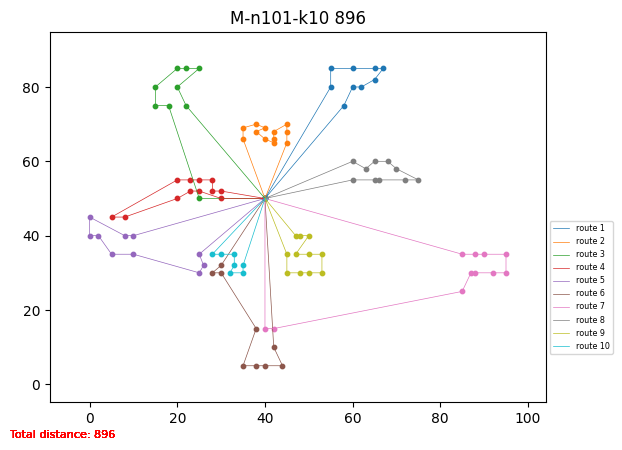 M-n101-k10 896
80
60
40
20
0
0
20
40
60
80
100
route 1
route 2
route 3
route 4
route 5
route 6
route 7
route 8
route 9
route 10
Total distance: 896